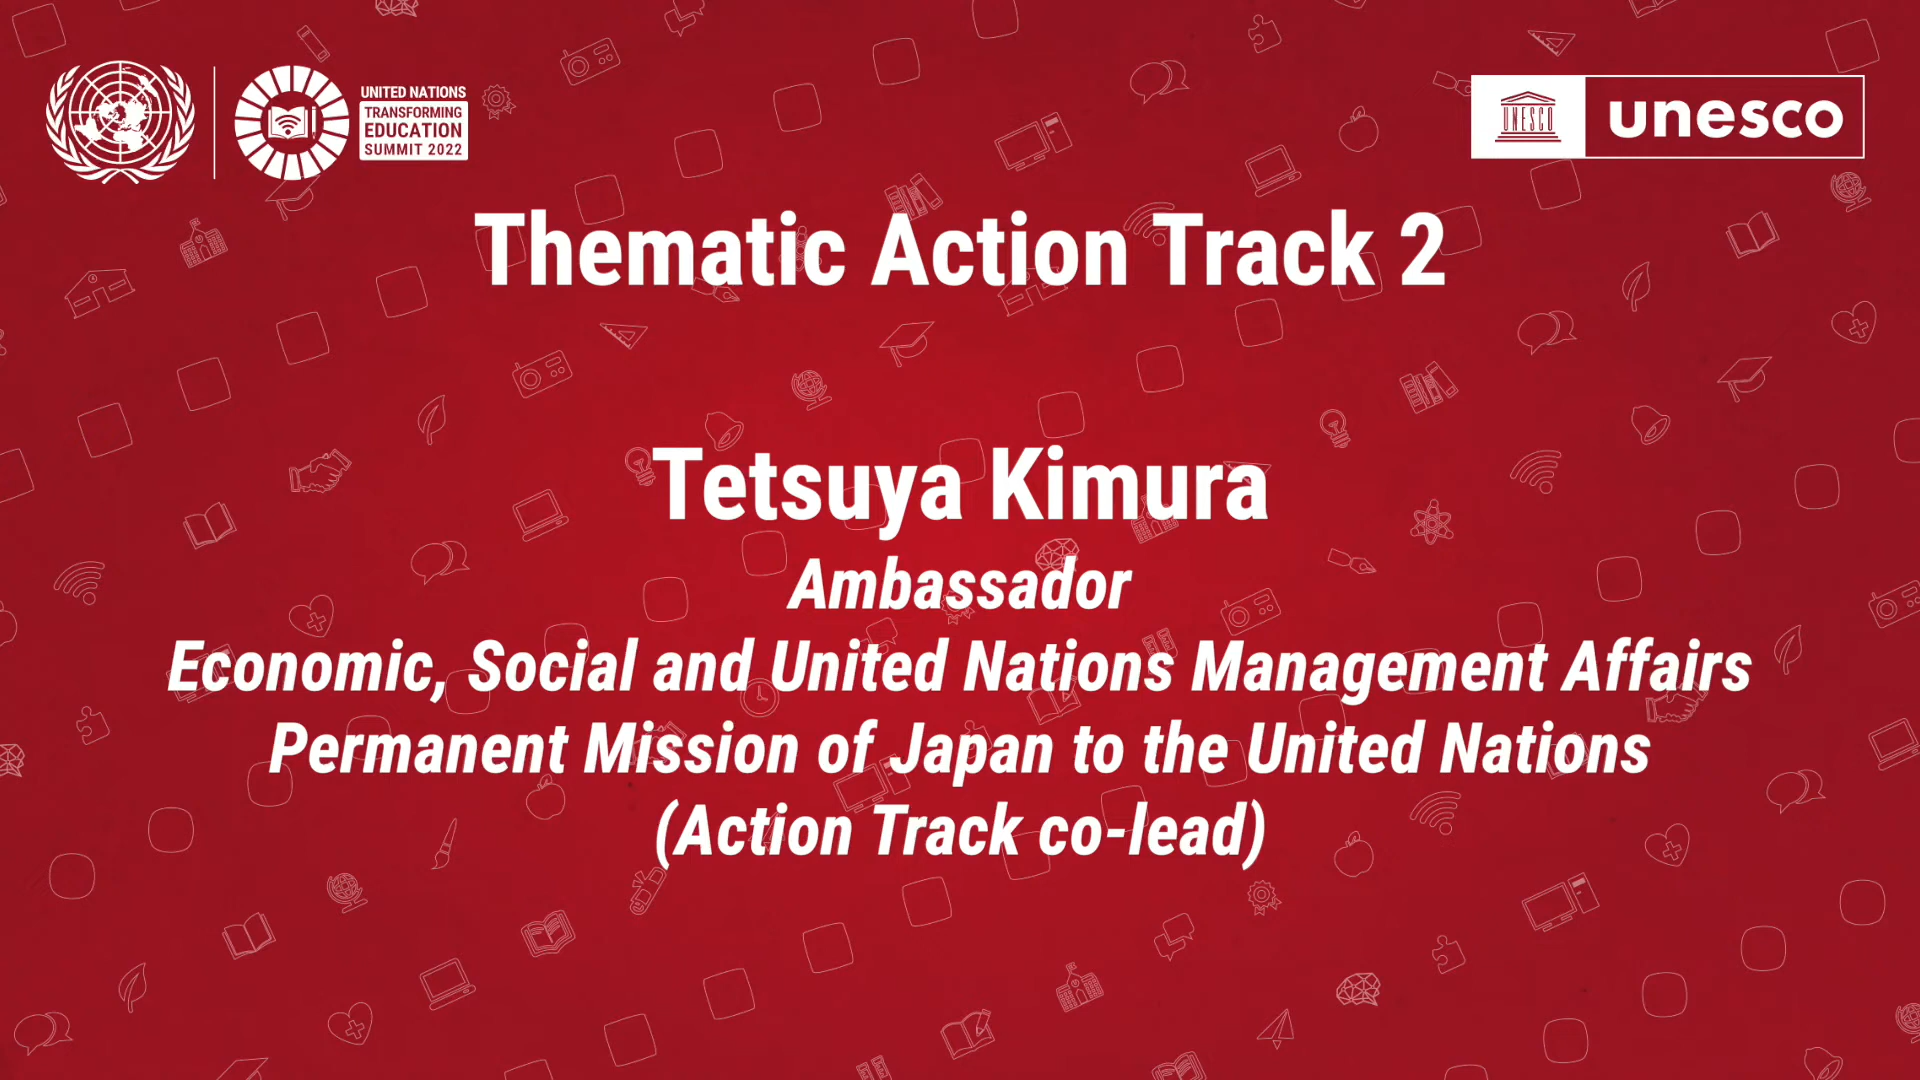 UNITED NATIONS
TRANSFORMING
EDUCATION
SUMMIT 2022
UNESCO
unesco
Thematic Action Track 2
Tetsuya Kimura
Ambassador
Economic, Social and United Nations Management Affairs
Permanent Mission of Japan to the United Nations
(Action Track co-lead)